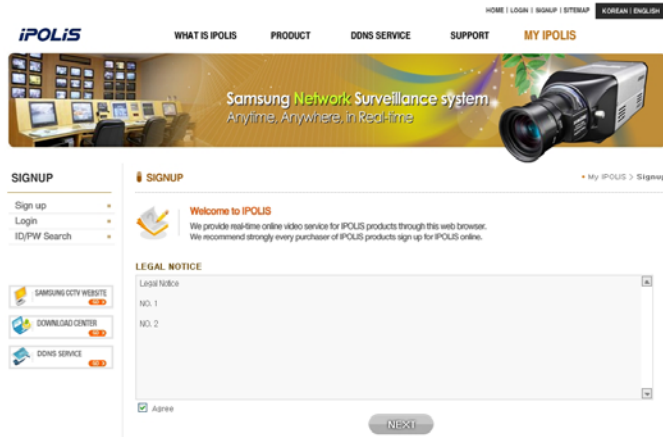 HOME | LOGIN | SIGNUP | SITEMAP KOREAN | ENGLISH
iPOLiS WHAT IS IPOLIS PRODUCT DDNS SERVICE SUPPORT MY IPOLIS
Samsung Network Surveillance system
Anytime, Anywhere, in Real-time
SIGNUP
Sign up
Login
ID/PW Search
SAMSUNG CCTV WEBSITE
GO
DOWNLOAD CENTER
GO
DDNS SERVICE
GO
SIGNUP My IPOLIS > Signup
Welcome to IPOLIS
We provide real-time online video service for IPOLIS products through this web browser.
We recommend strongly every purchaser of IPOLIS products sign up for IPOLIS online.
LEGAL NOTICE
Legal Notice
NO. 1
NO. 2
Agree
NEXT